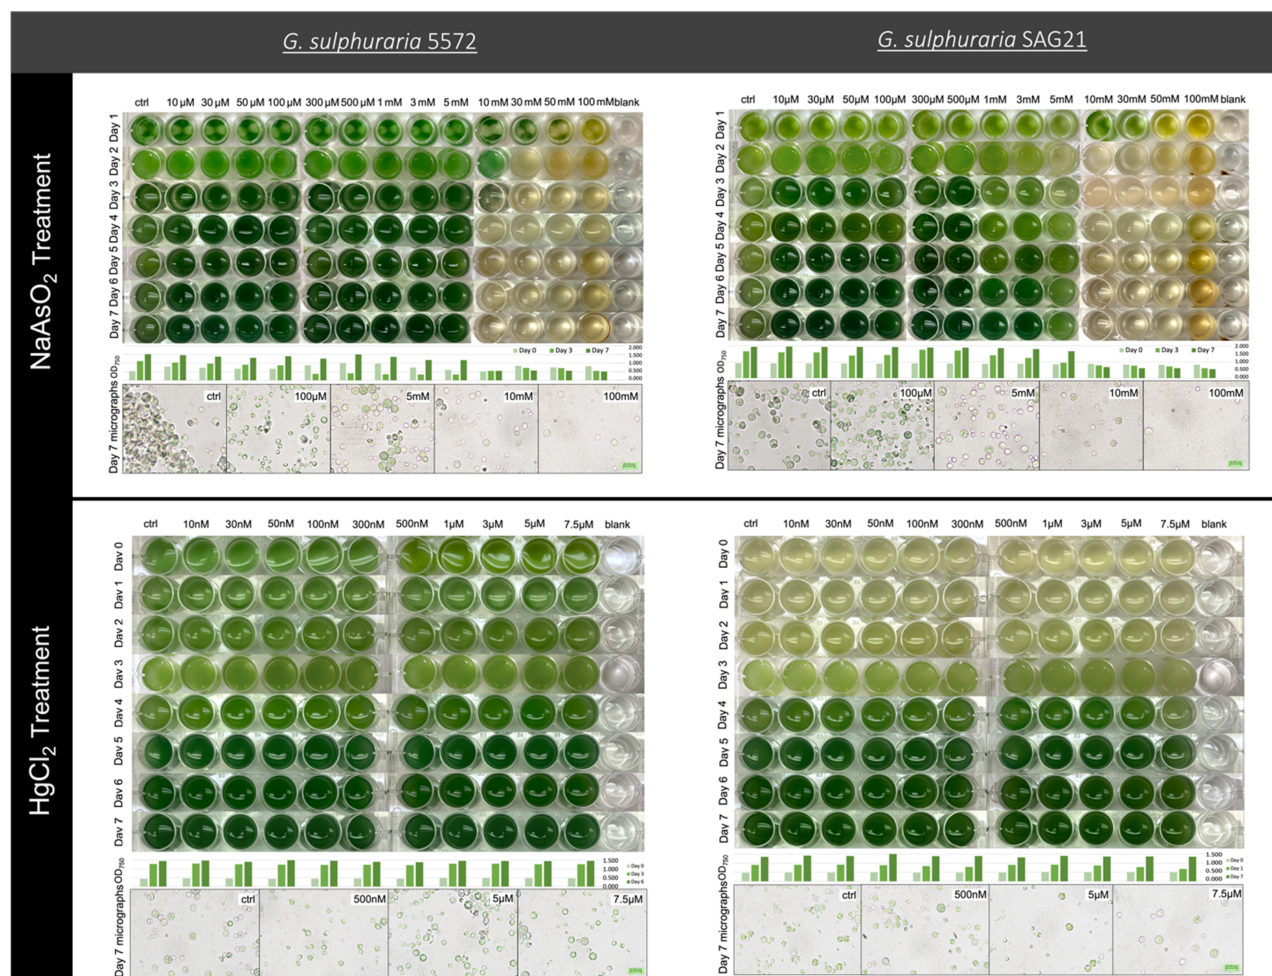 G. sulphuraria 5572
G. sulphuraria SAG21
NaAsO2 Treatment
ctrl 10 µM 30 µM 50 µM 100 µM 300 µM 500 µM 1 mM 3 mM 5 mM 10 mM 30 mM 50 mM 100 mM blank
Day 1
Day 2
Day 3
Day 4
Day 5
Day 6
Day 7
OD750
Day 0 Day 3 Day 7
2.000
1.500
1.000
0.500
0.000
Day 7 micrographs
ctrl 100µM 5mM 10mM 100mM
ctrl 10µM 30µM 50µM 100µM 300µM 500µM 1mM 3mM 5mM 10mM 30mM 50mM 100mM blank
Day 1
Day 2
Day 3
Day 4
Day 5
Day 6
Day 7
OD750
Day 0 Day 3 Day 7
2.000
1.500
1.000
0.500
0.000
Day 7 micrographs
ctrl 100µM 5mM 10mM 100mM
HgCl2 Treatment
ctrl 10nM 30nM 50nM 100nM 300nM 500nM 1µM 3µM 5µM 7.5µM blank
Day 0
Day 1
Day 2
Day 3
Day 4
Day 5
Day 6
Day 7
OD750
1.500
1.000
0.500
0.000
Day 0
Day 3
Day 6
Day 7 micrographs
ctrl 500nM 5µM 7.5µM
ctrl 10nM 30nM 50nM 100nM 300nM 500nM 1µM 3µM 5µM 7.5µM blank
Day 0
Day 1
Day 2
Day 3
Day 4
Day 5
Day 6
Day 7
OD750
1.500
1.000
0.500
0.000
Day 0
Day 1
Day 7
Day 7 micrographs
ctrl 500nM 5µM 7.5µM